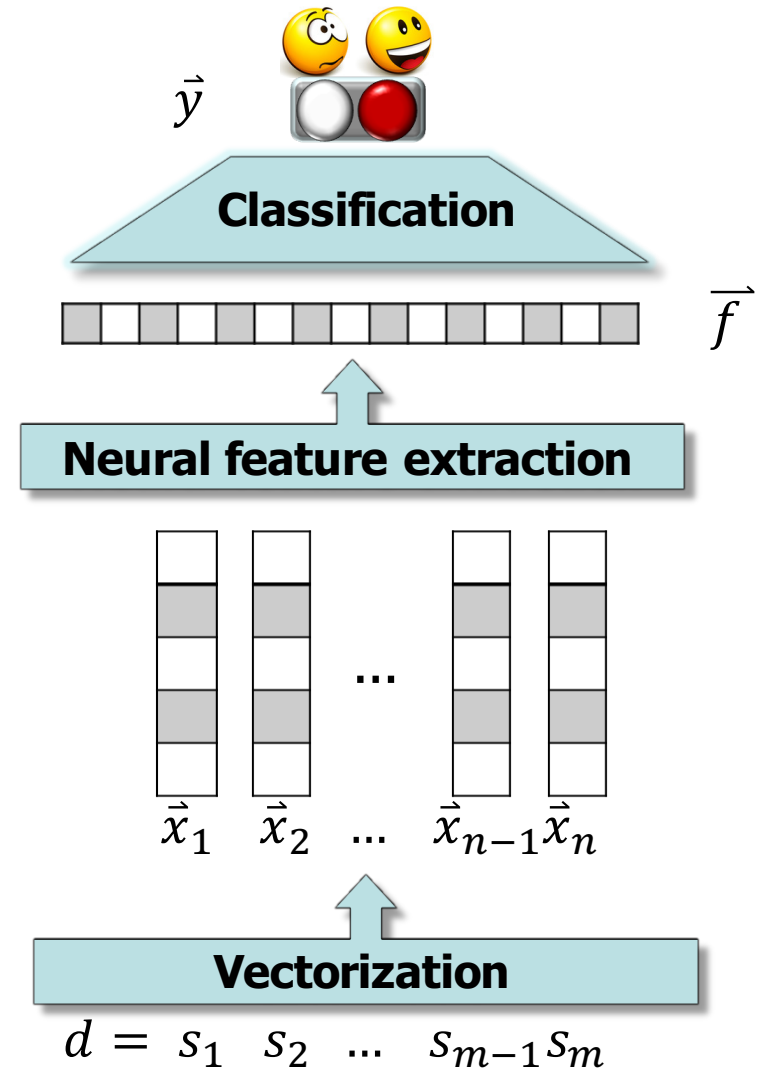 y⃗
Classification
f⃗
Neural feature extraction
...
x⃗₁ x⃗₂ ... x⃗ₙ₋₁ x⃗ₙ
Vectorization
d = s₁ s₂ ... sₘ₋₁ sₘ